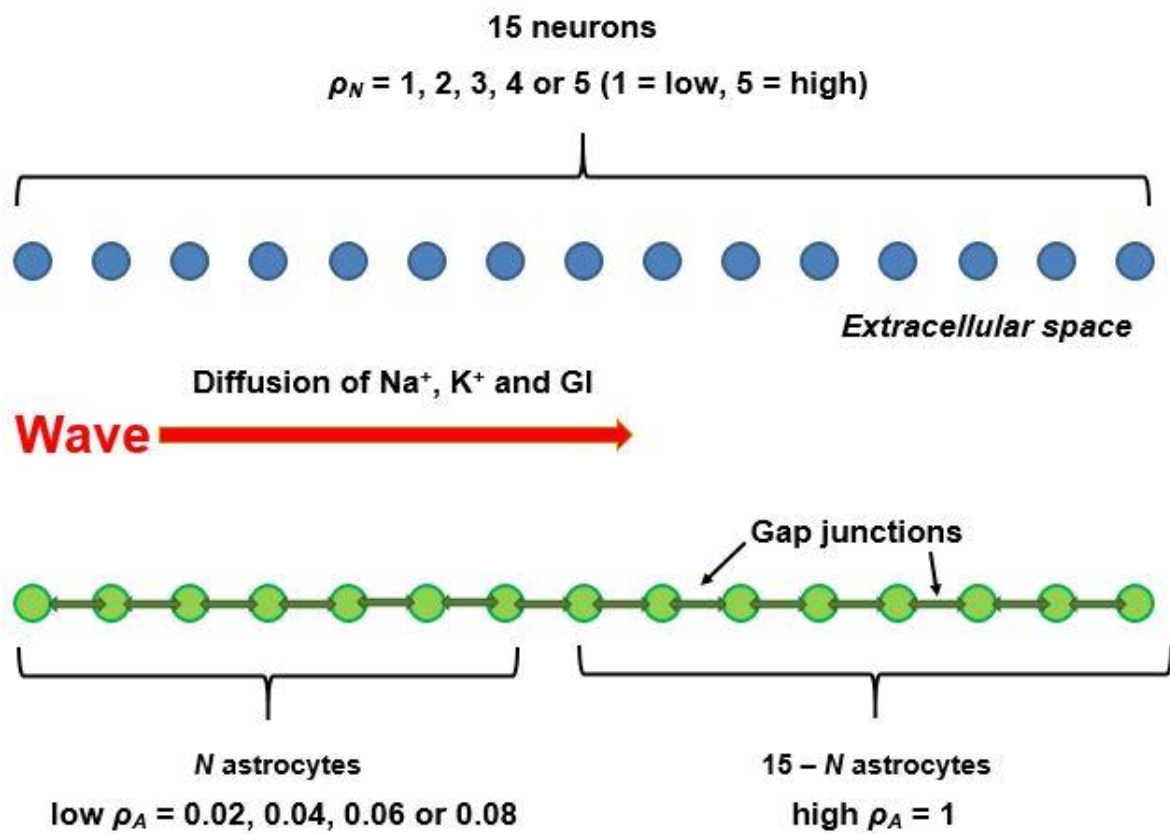 15 neurons
ρN = 1, 2, 3, 4 or 5 (1 = low, 5 = high)
Extracellular space
Diffusion of Na⁺, K⁺ and Gl
Wave
Gap junctions
N astrocytes
low ρA = 0.02, 0.04, 0.06 or 0.08
15 – N astrocytes
high ρA = 1